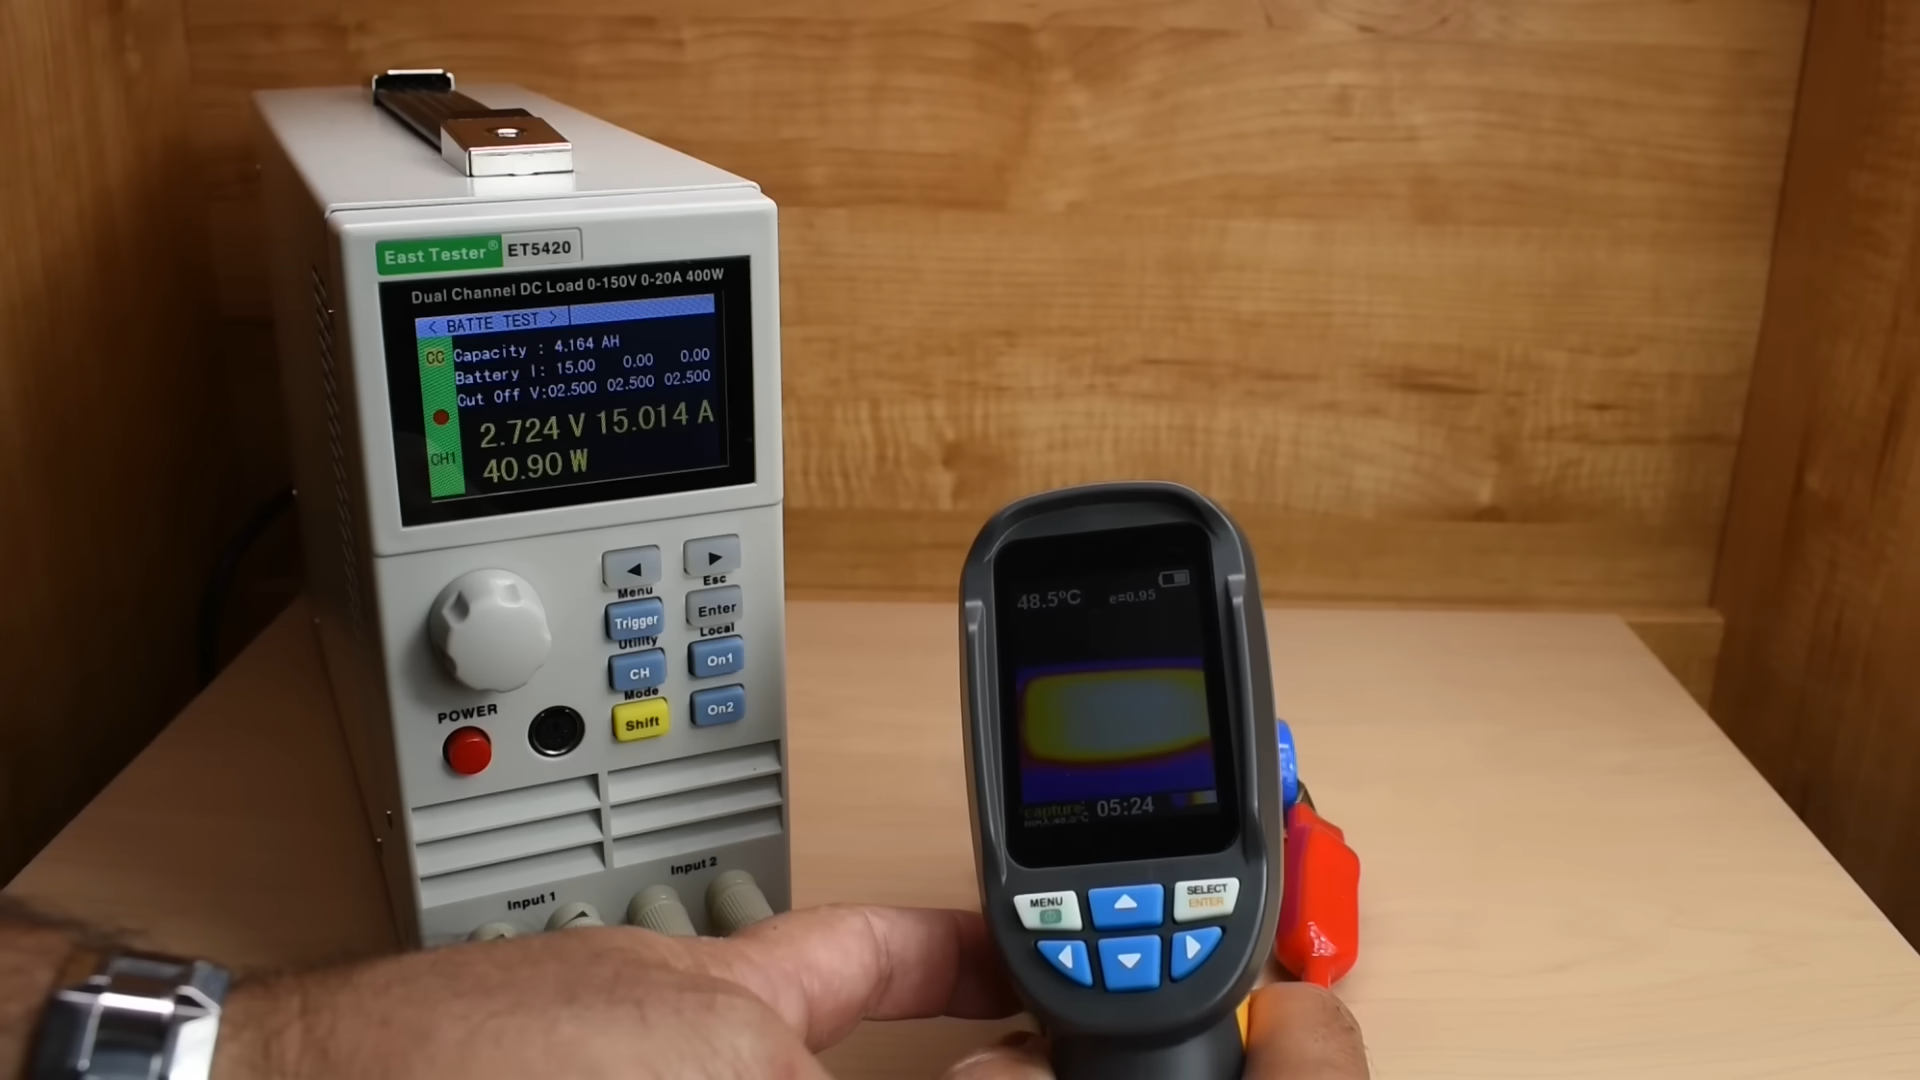 East Tester® ET5420
Dual Channel DC Load 0-150V 0-20A 400W
< BATTE TEST >
CC
Capacity : 4.164 AH
Battery I: 15.00 0.00 0.00
Cut Off V:02.500 02.500 02.500
2.724 V 15.014 A
CH1
40.90 W
Menu
Esc
Trigger
Enter
Utility
Local
CH
On1
Mode
Shift
On2
POWER
Input 1
Input 2
48.5°C
e=0.95
capture
05:24
MENU
SELECT
ENTER